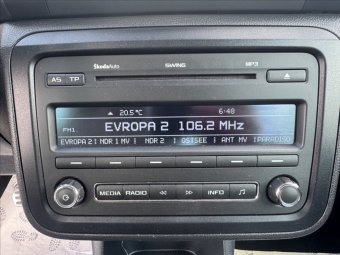 ŠkodaAuto SWING MP3
AS TP
20.5°C 6:48
FM1
EVROPA 2 106.2 MHz
EVROPA 2 NDR 1 MV NDR 2 OSTSEE ANT MV PARADISO
MEDIA RADIO INFO